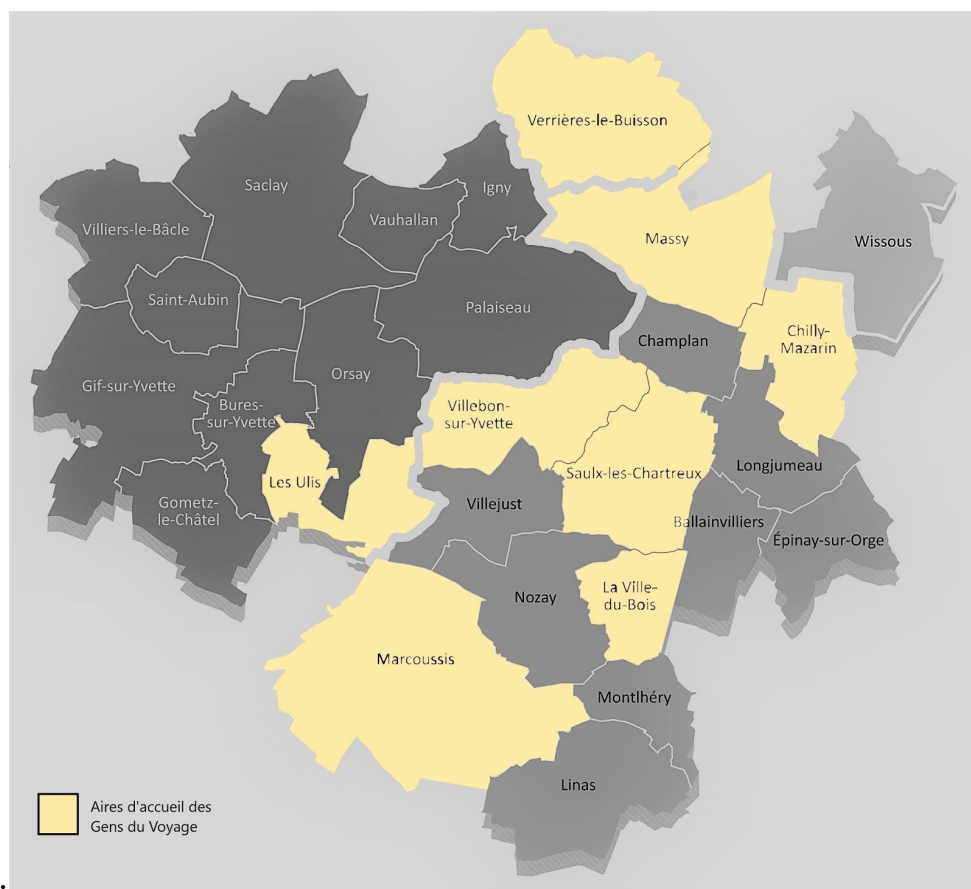 Verrières-le-Buisson
Igny
Saclay
Vauhallan
Villiers-le-Bâcle
Massy
Wissous
Saint-Aubin
Palaiseau
Champlan
Chilly-
Mazarin
Orsay
Gif-sur-Yvette
Bures-
sur-Yvette
Villebon-
sur-Yvette
Longjumeau
Saulx-les-Chartreux
Les Ulis
Gometz-
le-Châtel
Villejust
Ballainvilliers
Épinay-sur-Orge
La Ville-
du-Bois
Nozay
Marcoussis
Montlhéry
Linas
Aires d'accueil des
Gens du Voyage